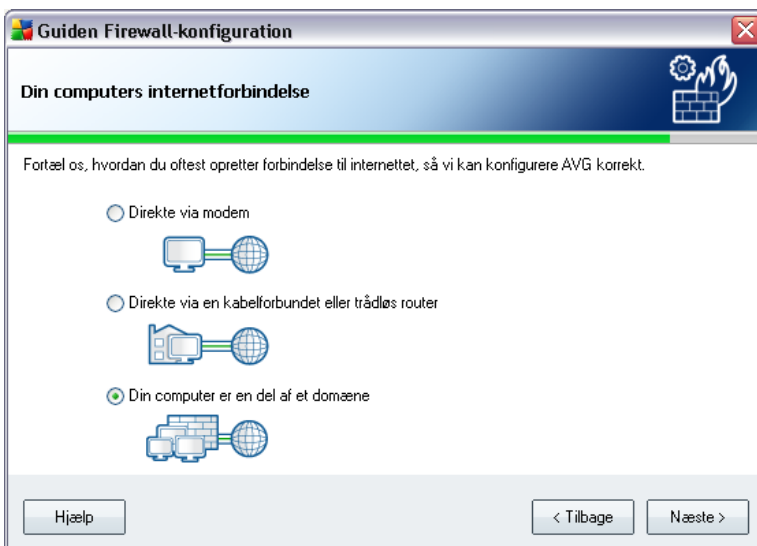 Guiden Firewall-konfiguration
Din computers internetforbindelse
Fortæl os, hvordan du oftest opretter forbindelse til internettet, så vi kan konfigurere AVG korrekt.
Direkte via modem
Direkte via en kabelforbundet eller trådløs router
Din computer er en del af et domæne
Hjælp
< Tilbage
Næste >